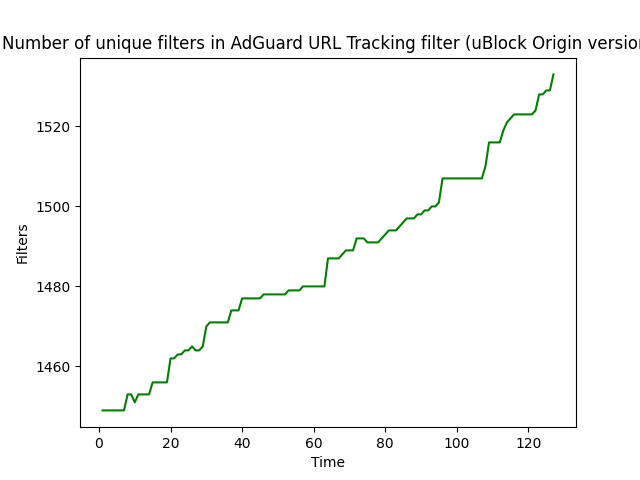 Number of unique filters in AdGuard URL Tracking filter (uBlock Origin version
1520
1500
1480
1460
Filters
0 20 40 60 80 100 120
Time